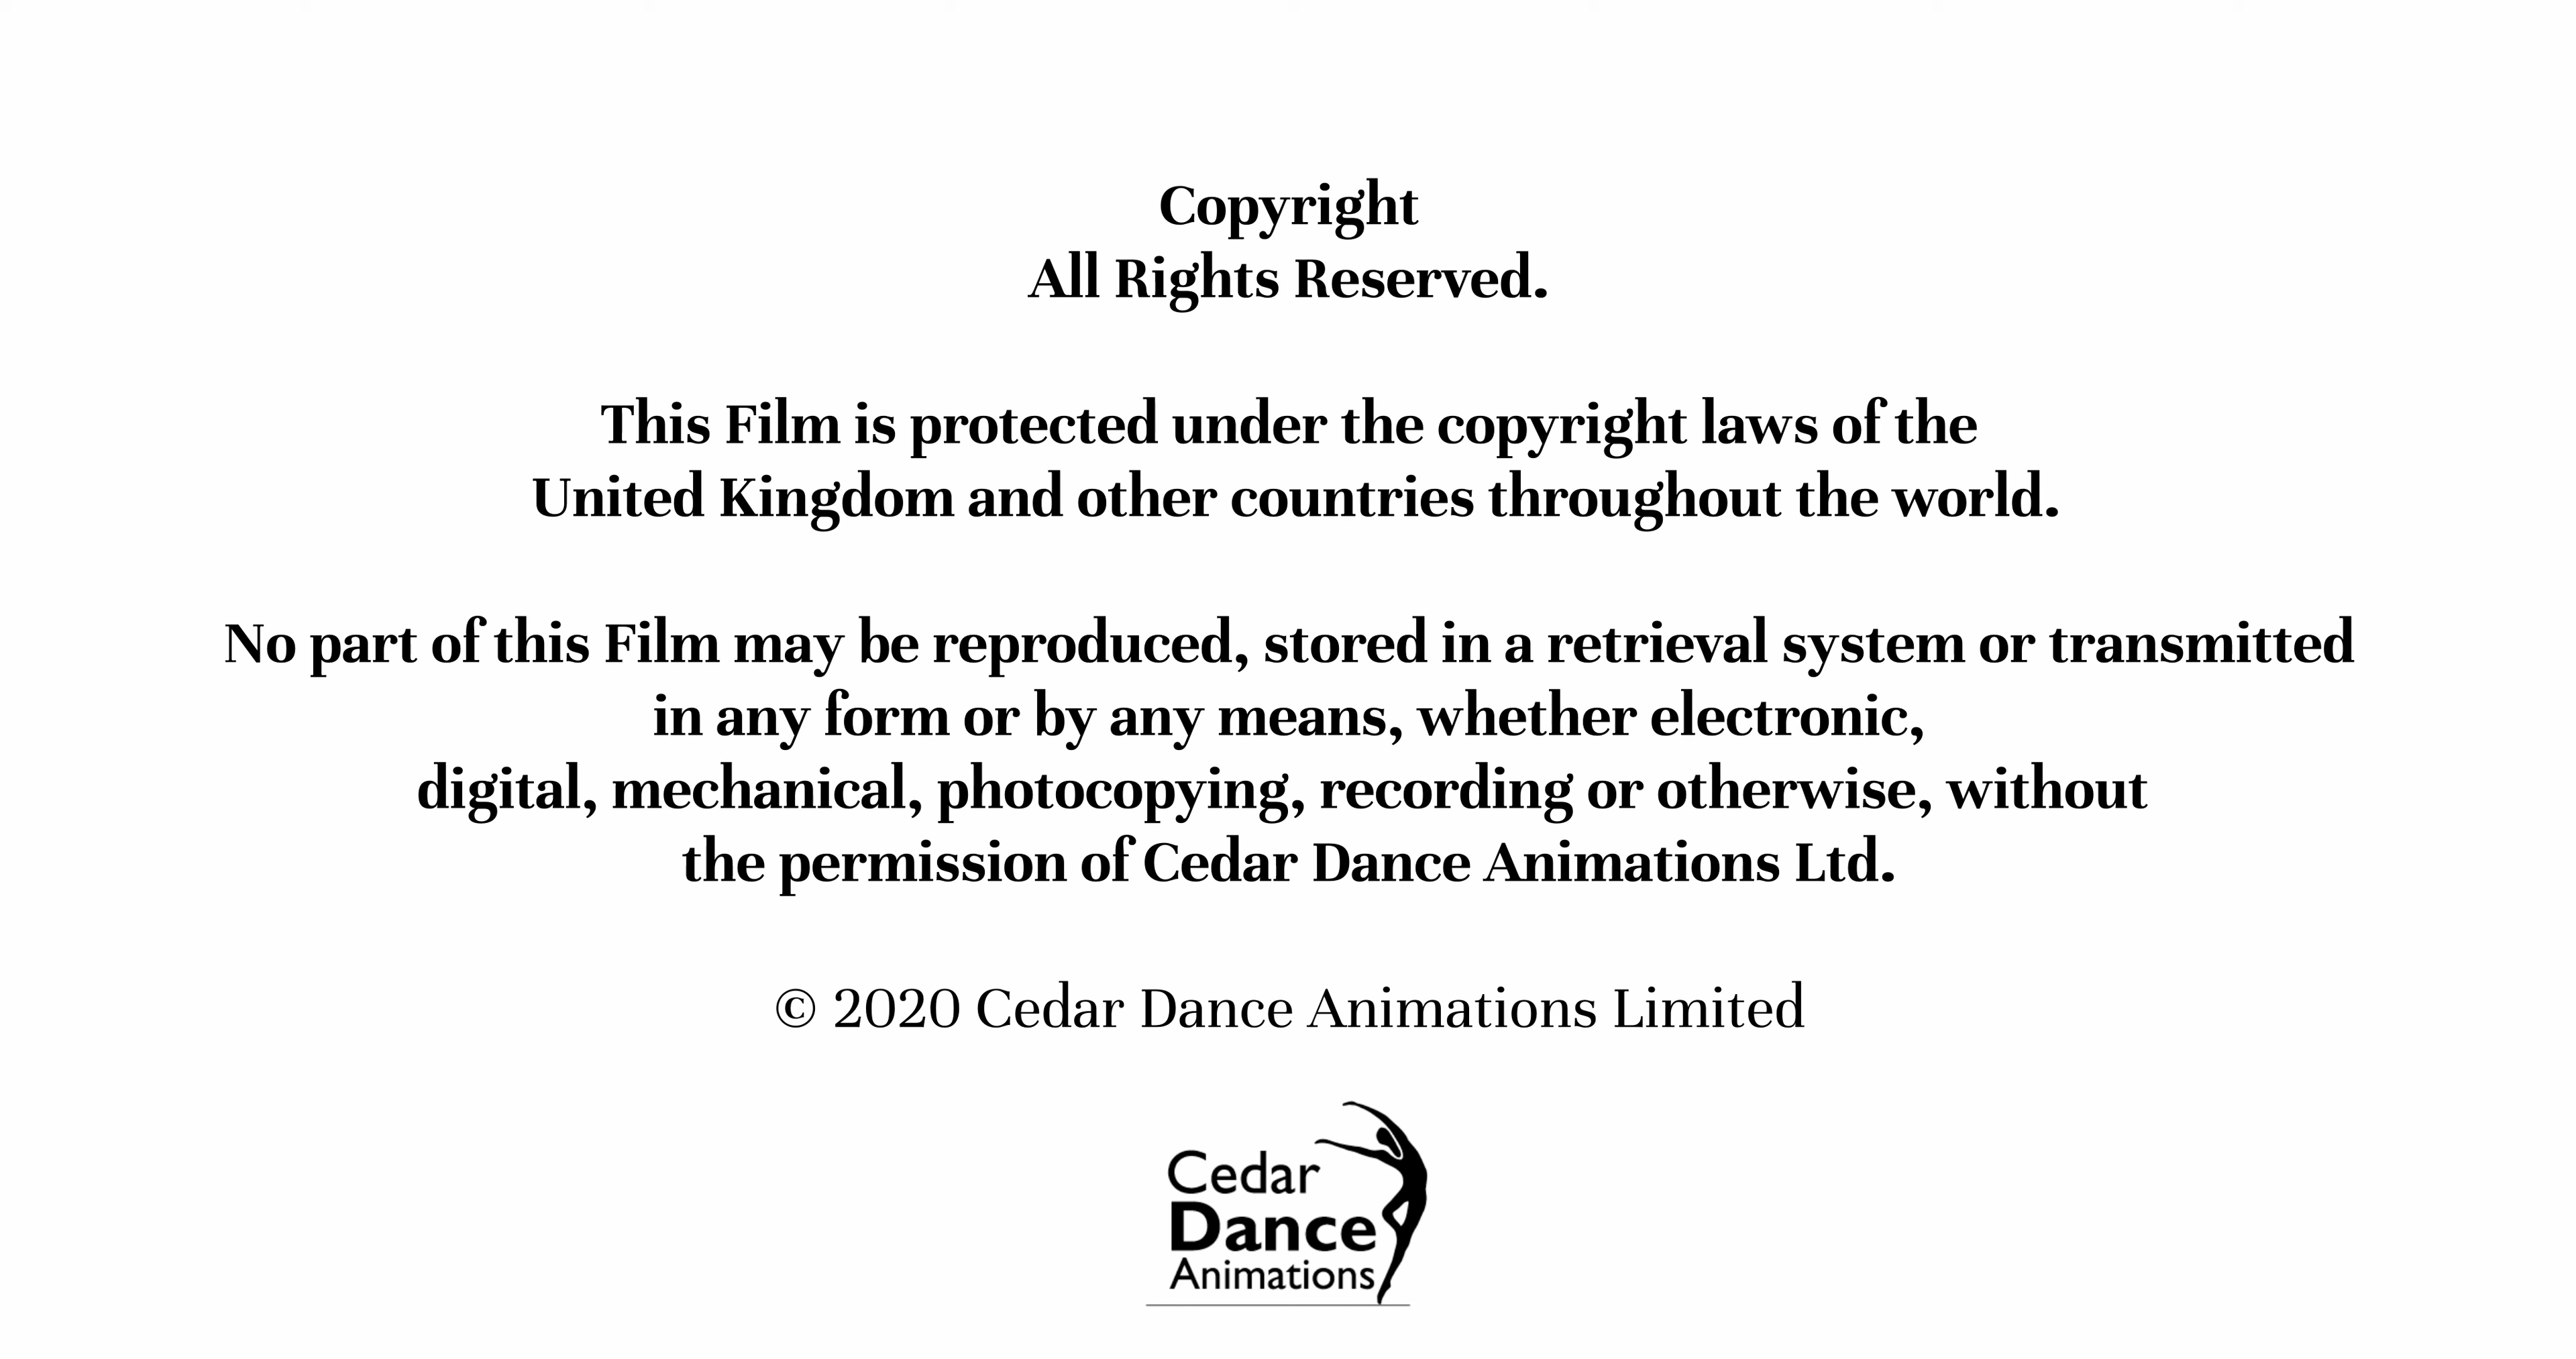 Copyright
All Rights Reserved.
This Film is protected under the copyright laws of the
United Kingdom and other countries throughout the world.
No part of this Film may be reproduced, stored in a retrieval system or transmitted
in any form or by any means, whether electronic,
digital, mechanical, photocopying, recording or otherwise, without
the permission of Cedar Dance Animations Ltd.
© 2020 Cedar Dance Animations Limited
Cedar
Dance
Animations